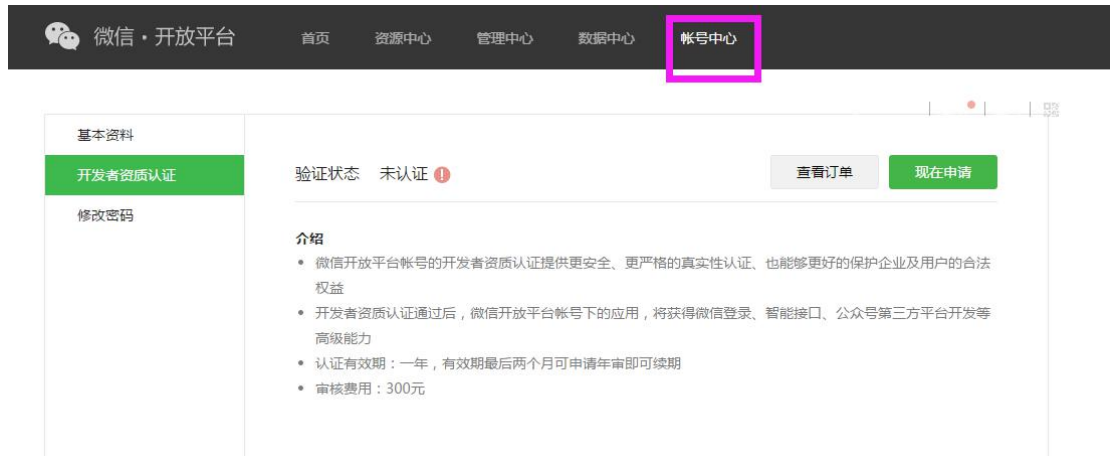 微信·开放平台 首页 资源中心 管理中心 数据中心 帐号中心
基本资料
开发者资质认证
修改密码
验证状态 未认证 查看订单 现在申请
介绍
• 微信开放平台帐号的开发者资质认证提供更安全、更严格的真实性认证、也能够更好的保护企业及用户的合法
权益
• 开发者资质认证通过后，微信开放平台帐号下的应用，将获得微信登录、智能接口、公众号第三方平台开发等
高级能力
• 认证有效期：一年，有效期最后两个月可申请年审即可续期
• 审核费用：300元